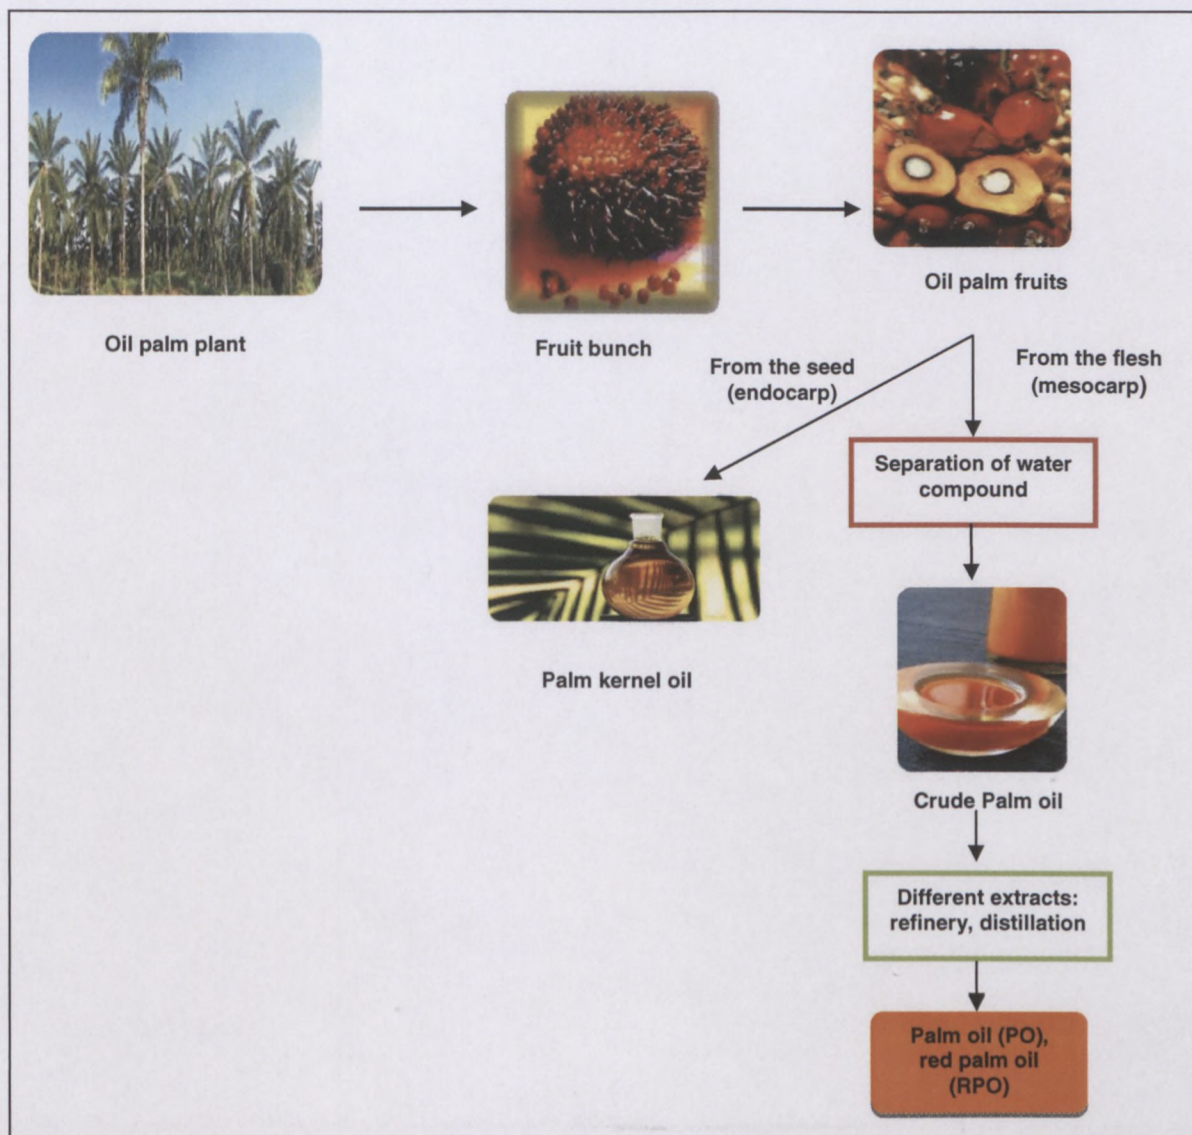 Oil palm plant
Fruit bunch
Oil palm fruits
From the seed
(endocarp)
From the flesh
(mesocarp)
Separation of water
compound
Palm kernel oil
Crude Palm oil
Different extracts:
refinery, distillation
Palm oil (PO),
red palm oil
(RPO)